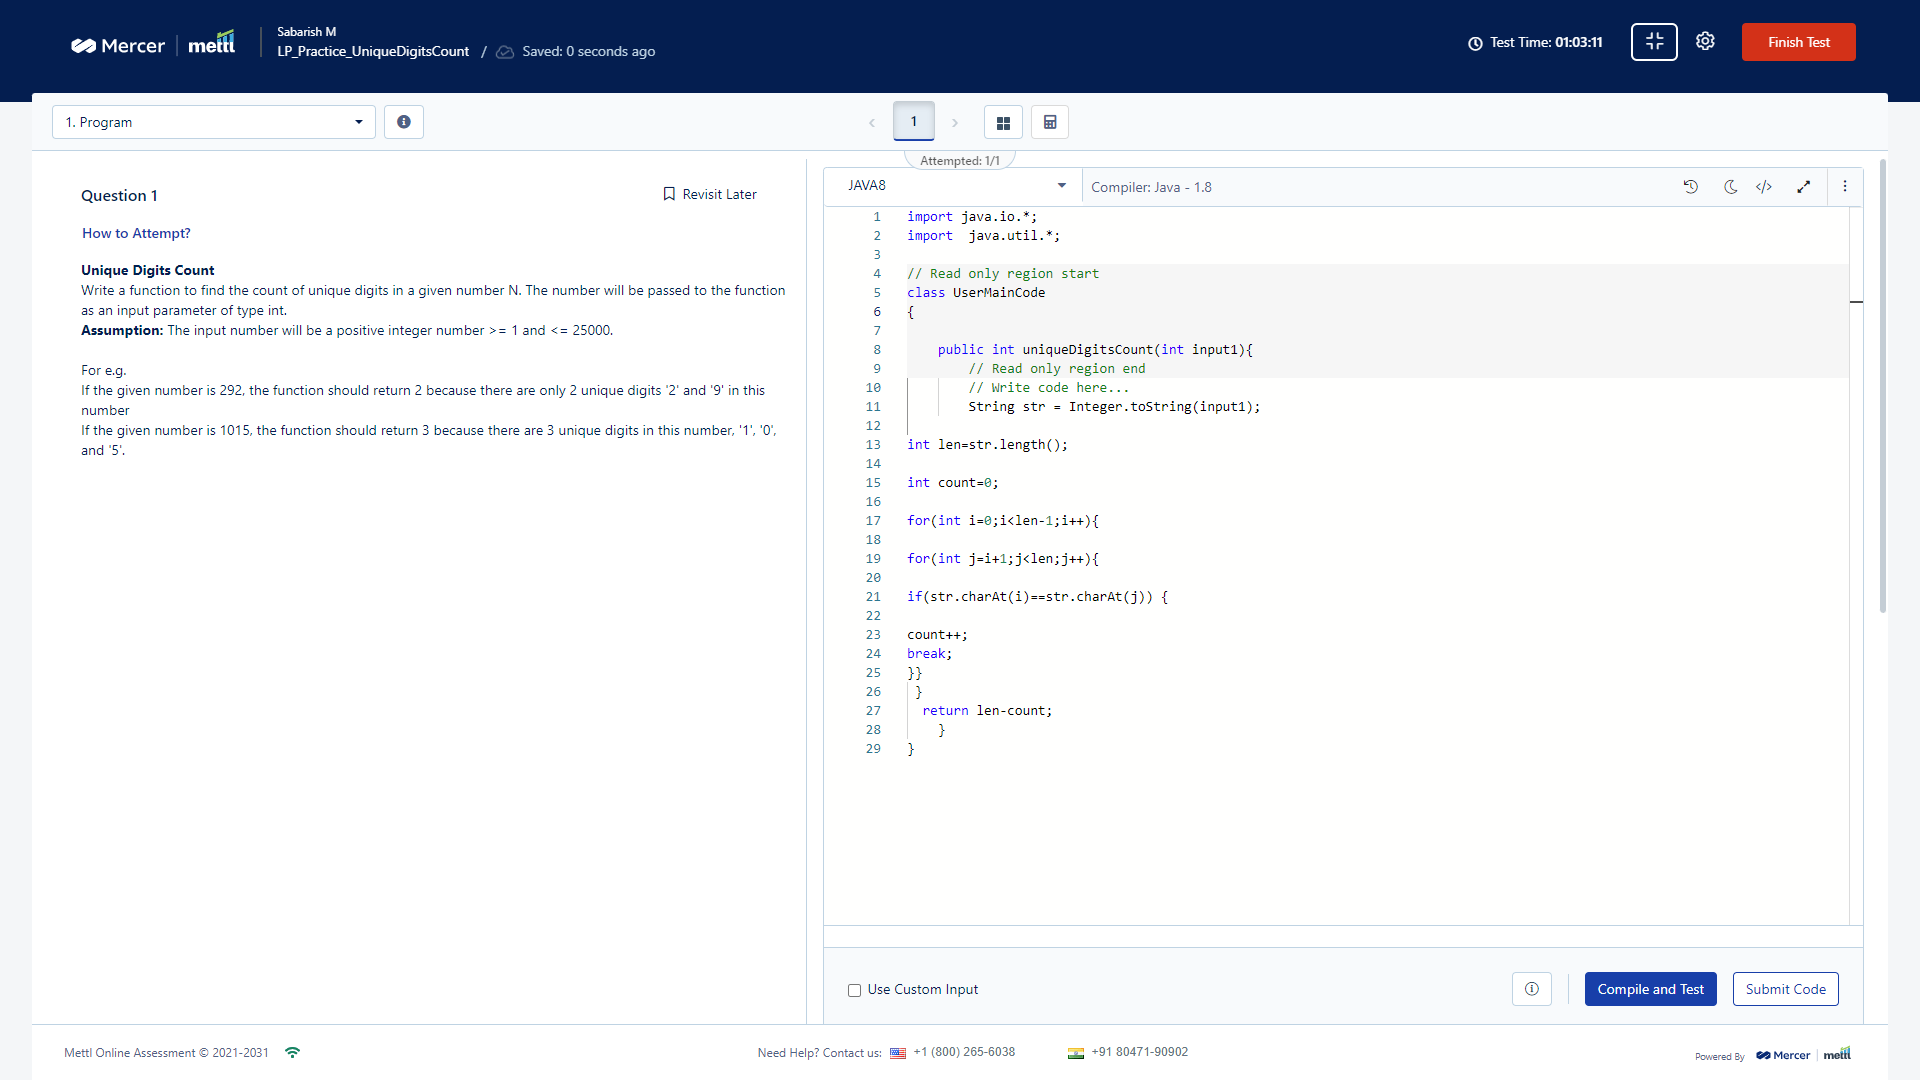 Mercer mettl
Sabarish M
LP_Practice_UniqueDigitsCount / Saved: 0 seconds ago
Test Time: 01:03:11
Finish Test
1. Program
1
Attempted: 1/1
Question 1
Revisit Later
How to Attempt?
Unique Digits Count
Write a function to find the count of unique digits in a given number N. The number will be passed to the function
as an input parameter of type int.
Assumption: The input number will be a positive integer number >= 1 and <= 25000.
For e.g.
If the given number is 292, the function should return 2 because there are only 2 unique digits '2' and '9' in this
number
If the given number is 1015, the function should return 3 because there are 3 unique digits in this number, '1', '0',
and '5'.
JAVA8
Compiler: Java - 1.8
1 import java.io.*;
2 import  java.util.*;
3
4 // Read only region start
5 class UserMainCode
6 {
7
8     public int uniqueDigitsCount(int input1){
9         // Read only region end
10         // Write code here...
11         String str = Integer.toString(input1);
12
13 int len=str.length();
14
15 int count=0;
16
17 for(int i=0;i<len-1;i++){
18
19 for(int j=i+1;j<len;j++){
20
21 if(str.charAt(i)==str.charAt(j)) {
22
23 count++;
24 break;
25 }}
26  }
27   return len-count;
28     }
29 }
Use Custom Input
Compile and Test
Submit Code
Mettl Online Assessment © 2021-2031
Need Help? Contact us: +1 (800) 265-6038
+91 80471-90902
Powered By Mercer mettl